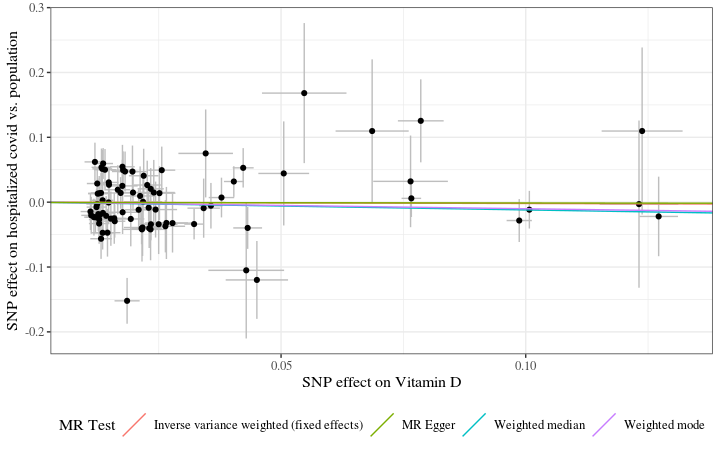 SNP effect on hospitalized covid vs. population
0.3
0.2
0.1
0.0
-0.1
-0.2
0.05
0.10
SNP effect on Vitamin D
MR Test
Inverse variance weighted (fixed effects)
MR Egger
Weighted median
Weighted mode